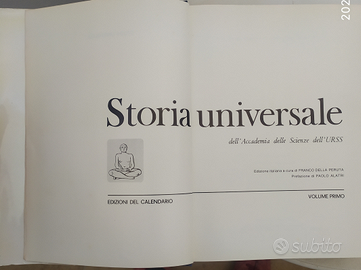 Storia universale
dell'Accademia delle Scienze dell'URSS
Edizione italiana a cura di FRANCO DELLA PERUTA
Prefazione di PAOLO ALATRI
EDIZIONI DEL CALENDARIO
VOLUME PRIMO
202
subito